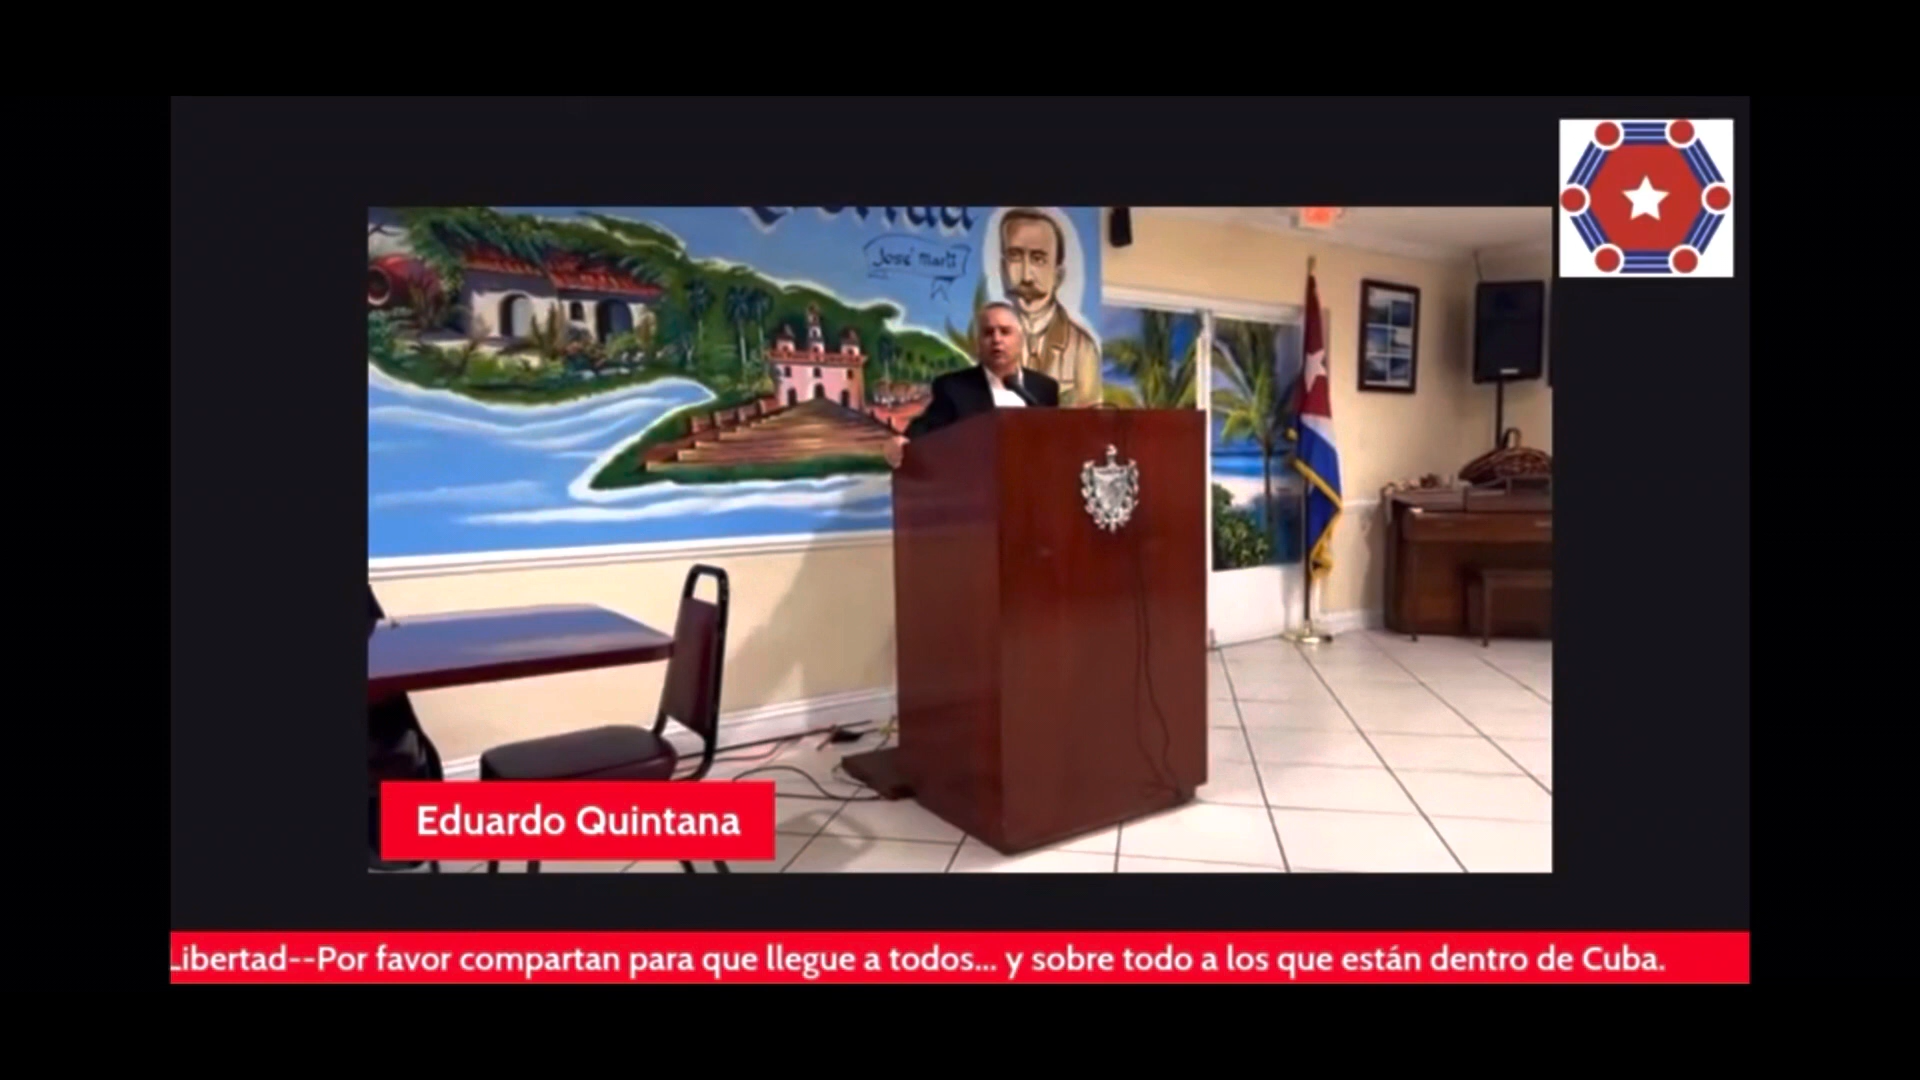 José Martí
Eduardo Quintana
Libertad--Por favor compartan para que llegue a todos... y sobre todo a los que están dentro de Cuba.